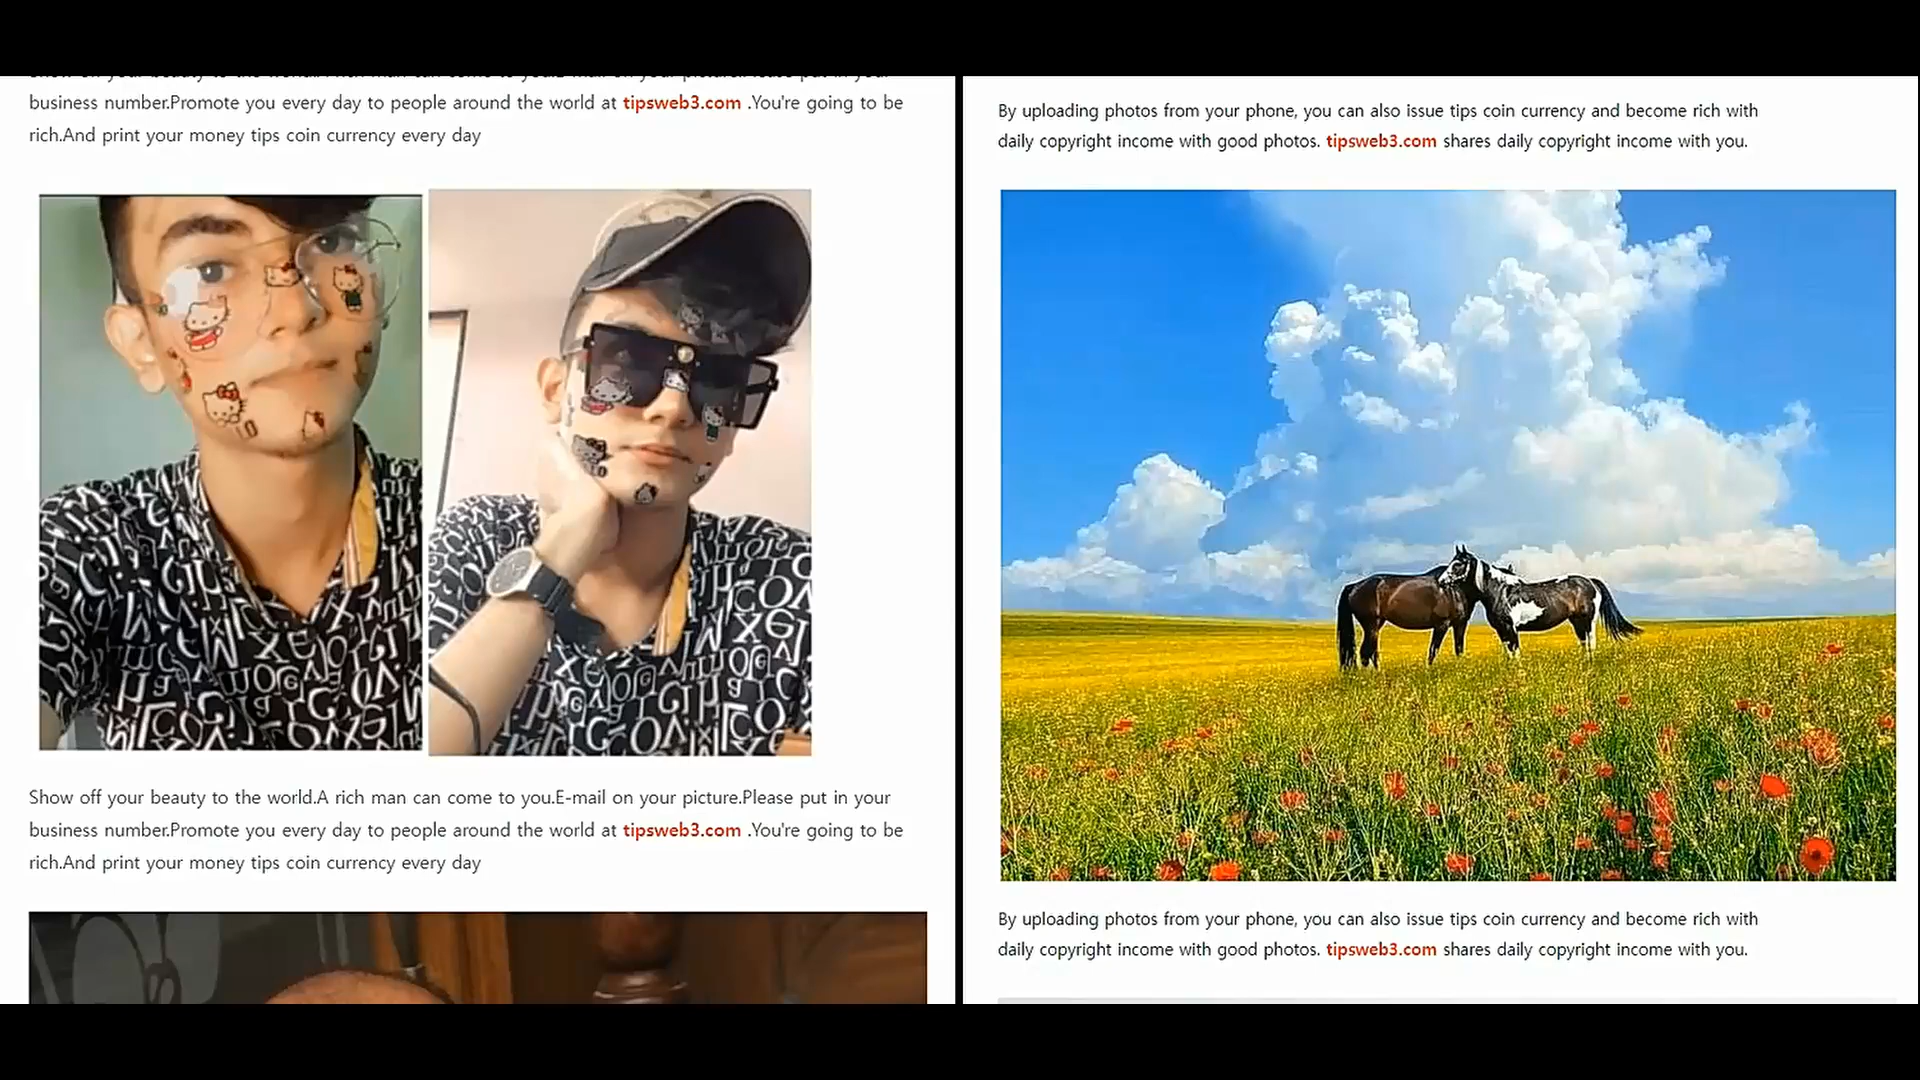 business number.Promote you every day to people around the world at tipsweb3.com .You're going to be
rich.And print your money tips coin currency every day
Show off your beauty to the world.A rich man can come to you.E-mail on your picture.Please put in your
business number.Promote you every day to people around the world at tipsweb3.com .You're going to be
rich.And print your money tips coin currency every day
By uploading photos from your phone, you can also issue tips coin currency and become rich with
daily copyright income with good photos. tipsweb3.com shares daily copyright income with you.
By uploading photos from your phone, you can also issue tips coin currency and become rich with
daily copyright income with good photos. tipsweb3.com shares daily copyright income with you.